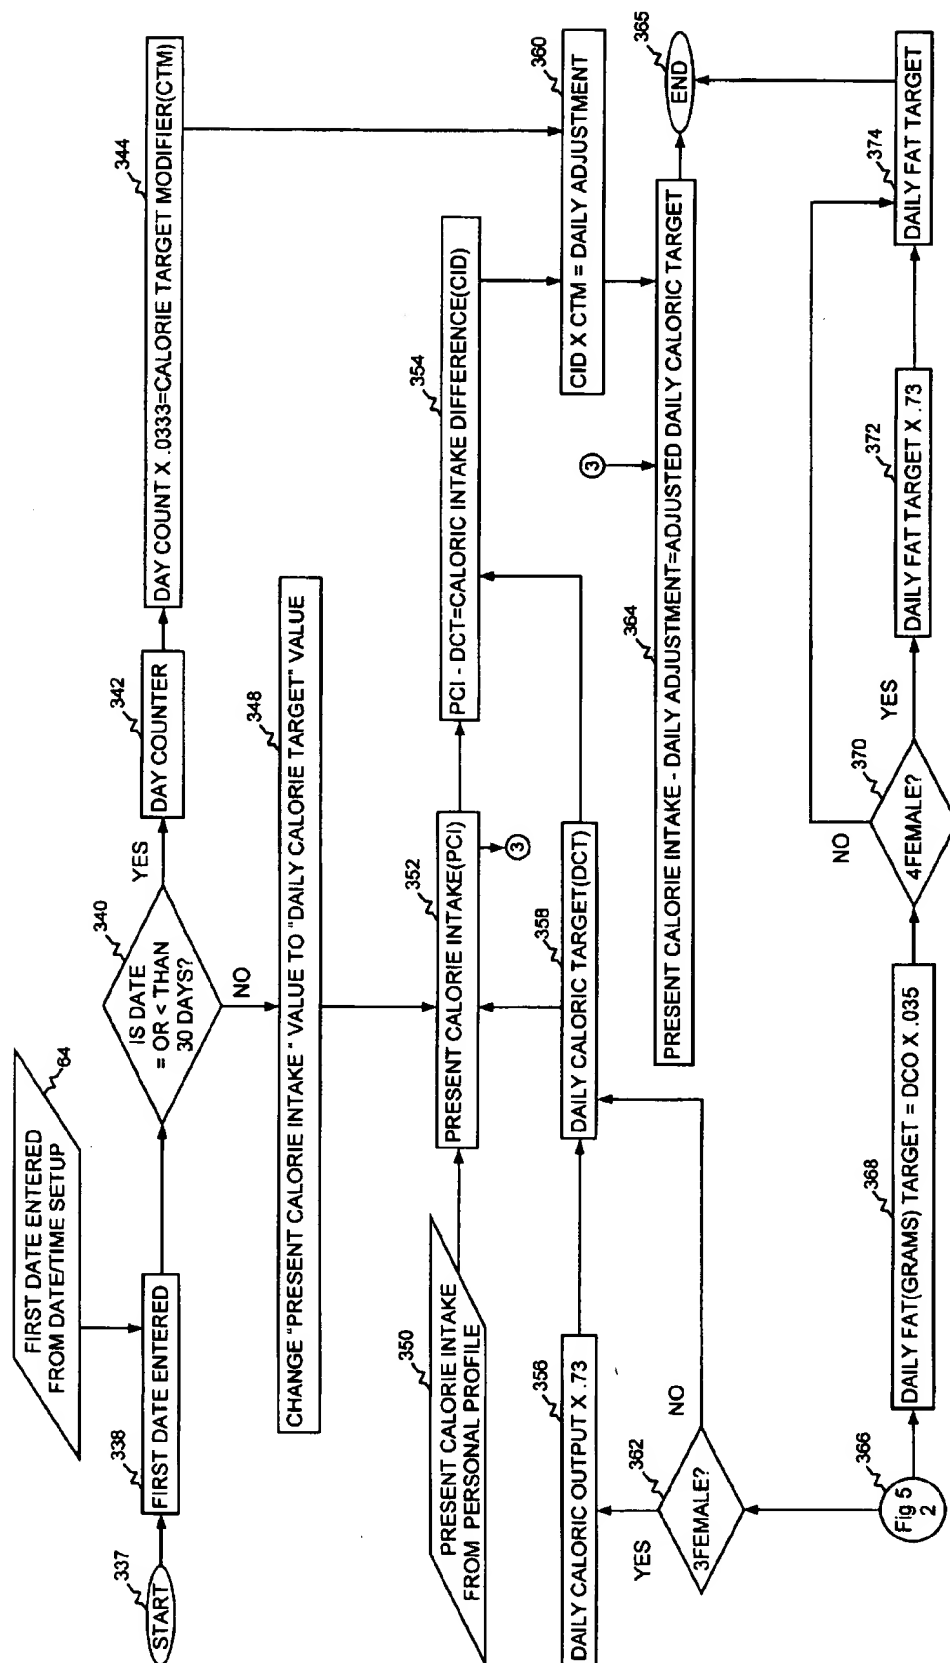 337
START
338
FIRST DATE ENTERED
64
FIRST DATE ENTERED
FROM DATE/TIME SETUP
340
IS DATE
= OR < THAN
30 DAYS?
YES
NO
342
DAY COUNTER
344
DAY COUNT X .0333=CALORIE TARGET MODIFIER(CTM)
348
CHANGE "PRESENT CALORIE INTAKE " VALUE TO "DAILY CALORIE TARGET" VALUE
350
PRESENT CALORIE INTAKE
FROM PERSONAL PROFILE
352
PRESENT CALORIE INTAKE(PCI)
3
354
PCI - DCT=CALORIC INTAKE DIFFERENCE(CID)
356
DAILY CALORIC OUTPUT X .73
358
DAILY CALORIC TARGET(DCT)
360
CID X CTM = DAILY ADJUSTMENT
362
3FEMALE?
YES
NO
3
364
PRESENT CALORIE INTAKE - DAILY ADJUSTMENT=ADJUSTED DAILY CALORIC TARGET
365
END
366
Fig 5
2
368
DAILY FAT(GRAMS) TARGET = DCO X .035
370
4FEMALE?
YES
NO
372
DAILY FAT TARGET X .73
374
DAILY FAT TARGET